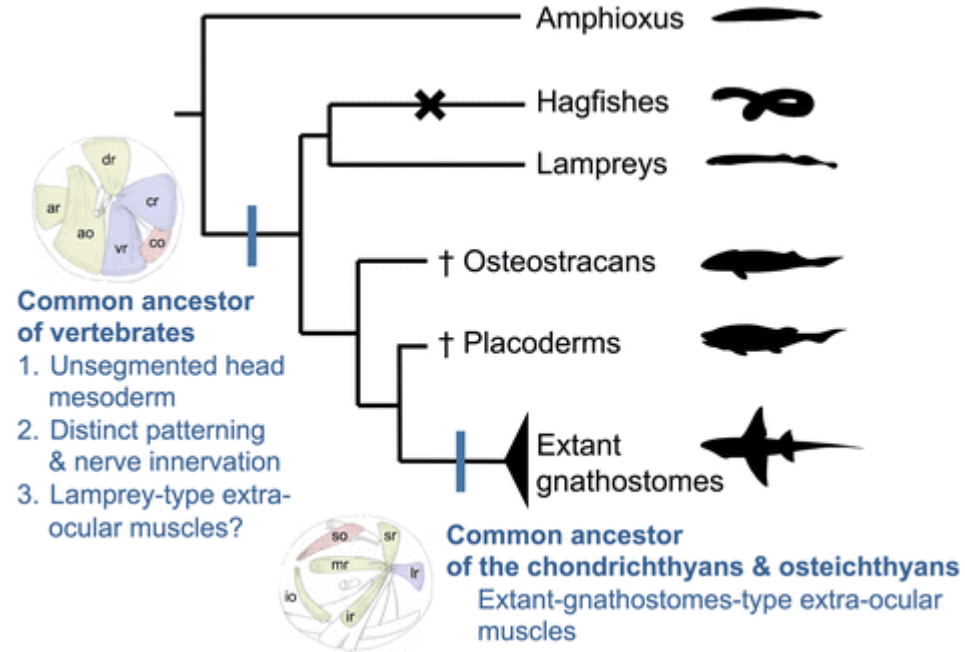 Amphioxus
Hagfishes
Lampreys
† Osteostracans
† Placoderms
Extant
gnathostomes
dr
ar
cr
ao
vr
co
Common ancestor
of vertebrates
1. Unsegmented head
mesoderm
2. Distinct patterning
& nerve innervation
3. Lamprey-type extra-
ocular muscles?
so
sr
mr
lr
io
ir
Common ancestor
of the chondrichthyans & osteichthyans
Extant-gnathostomes-type extra-ocular
muscles